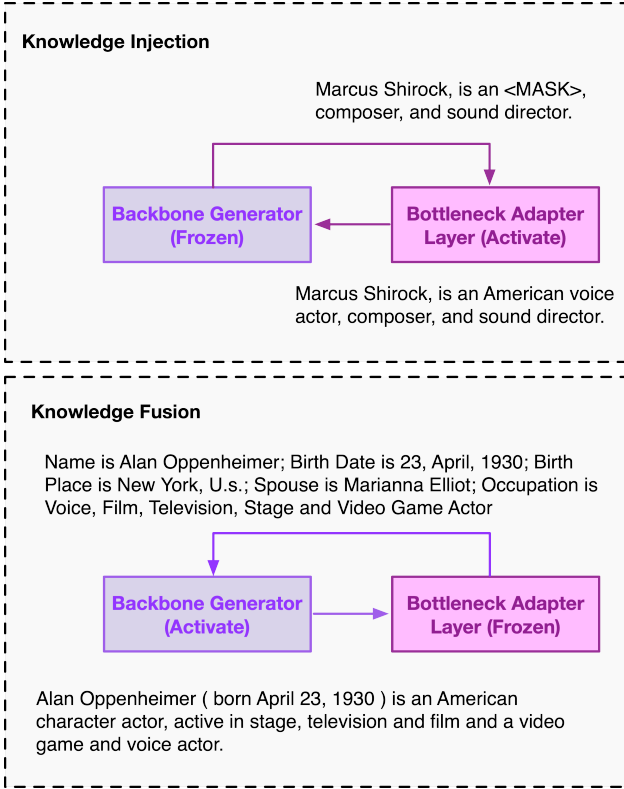 Knowledge Injection
Marcus Shirock, is an <MASK>,
composer, and sound director.
Backbone Generator
(Frozen)
Bottleneck Adapter
Layer (Activate)
Marcus Shirock, is an American voice
actor, composer, and sound director.
Knowledge Fusion
Name is Alan Oppenheimer; Birth Date is 23, April, 1930; Birth
Place is New York, U.s.; Spouse is Marianna Elliot; Occupation is
Voice, Film, Television, Stage and Video Game Actor
Backbone Generator
(Activate)
Bottleneck Adapter
Layer (Frozen)
Alan Oppenheimer ( born April 23, 1930 ) is an American
character actor, active in stage, television and film and a video
game and voice actor.